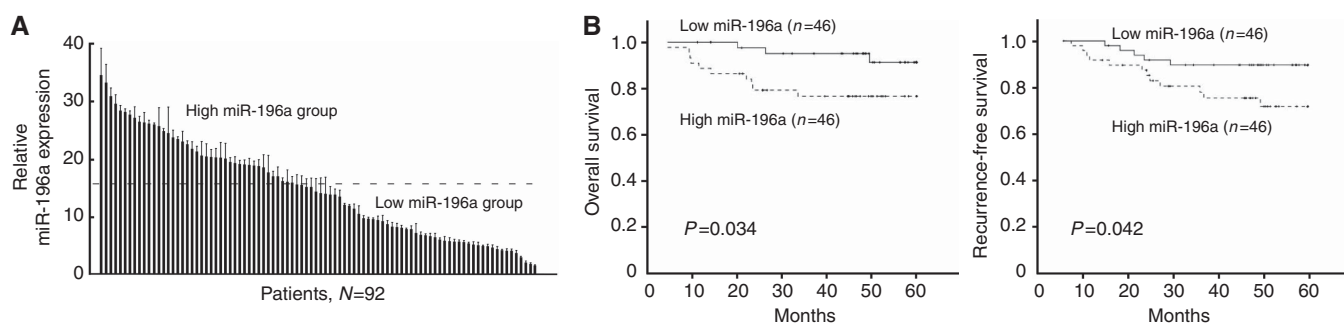 A
40
30
20
10
0
Relative
miR-196a expression
High miR-196a group
Low miR-196a group
Patients, N=92
B
Low miR-196a (n=46)
High miR-196a (n=46)
Overall survival
1.0
0.8
0.6
0.4
0.2
0
P=0.034
0 10 20 30 40 50 60
Months
Low miR-196a (n=46)
High miR-196a (n=46)
Recurrence-free survival
1.0
0.8
0.6
0.4
0.2
0
P=0.042
0 10 20 30 40 50 60
Months